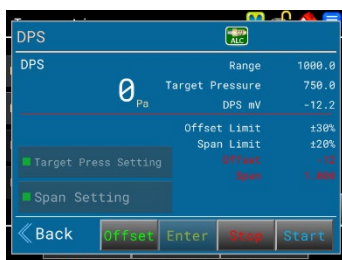 DPS
ALC
DPS
Range 1000.0
0 Pa
Target Pressure 750.0
DPS mV -12.2
Offset Limit ±30%
Span Limit ±20%
Offset -12
Span 1.000
Target Press Setting
Span Setting
Back
Offset
Enter
Stop
Start